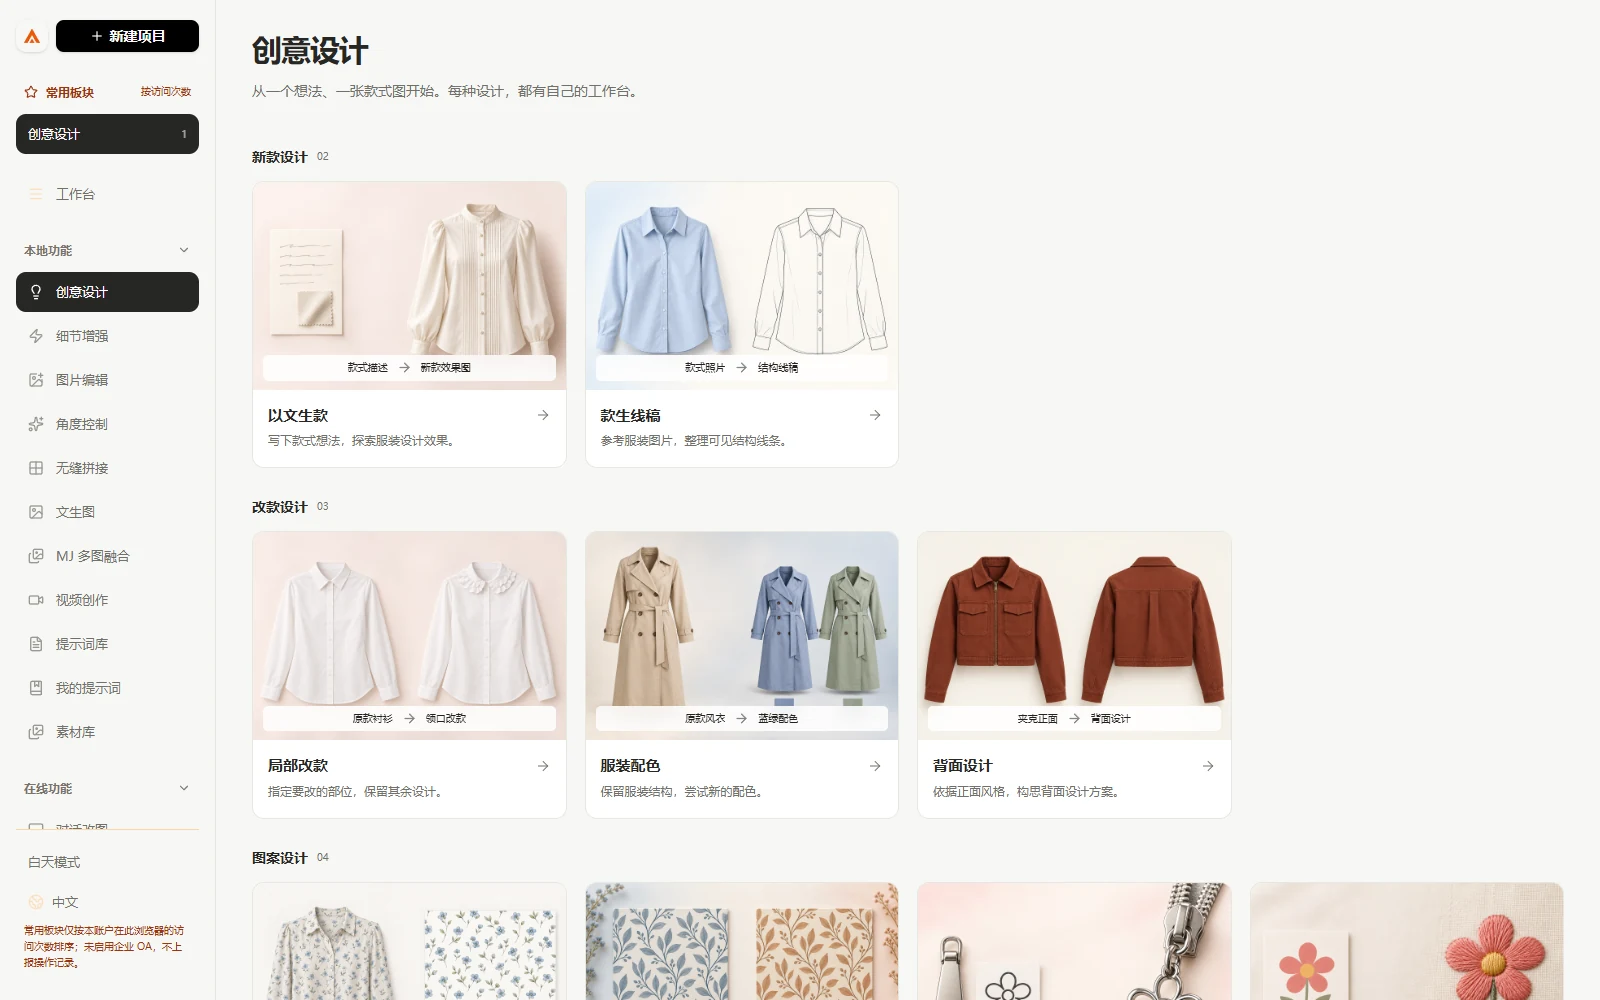 新建项目
常用板块 按访问次数
创意设计 1
工作台
本地功能
创意设计
细节增强
图片编辑
角度控制
无缝拼接
文生图
MJ 多图融合
视频创作
提示词库
我的提示词
素材库
在线功能
对话改图
白天模式
中文
常用板块仅按本账户在此浏览器的访
问次数排序；未启用企业 OA，不上
报操作记录。
创意设计
从一个想法、一张款式图开始。每种设计，都有自己的工作台。
新款设计 02
款式描述 → 新款效果图
以文生款 →
写下款式想法，探索服装设计效果。
款式照片 → 结构线稿
款生线稿 →
参考服装图片，整理可见结构线条。
改款设计 03
原款衬衫 → 领口改款
局部改款 →
指定要改的部位，保留其余设计。
原款风衣 → 蓝绿配色
服装配色 →
保留服装结构，尝试新的配色。
夹克正面 → 背面设计
背面设计 →
依据正面风格，构思背面设计方案。
图案设计 04